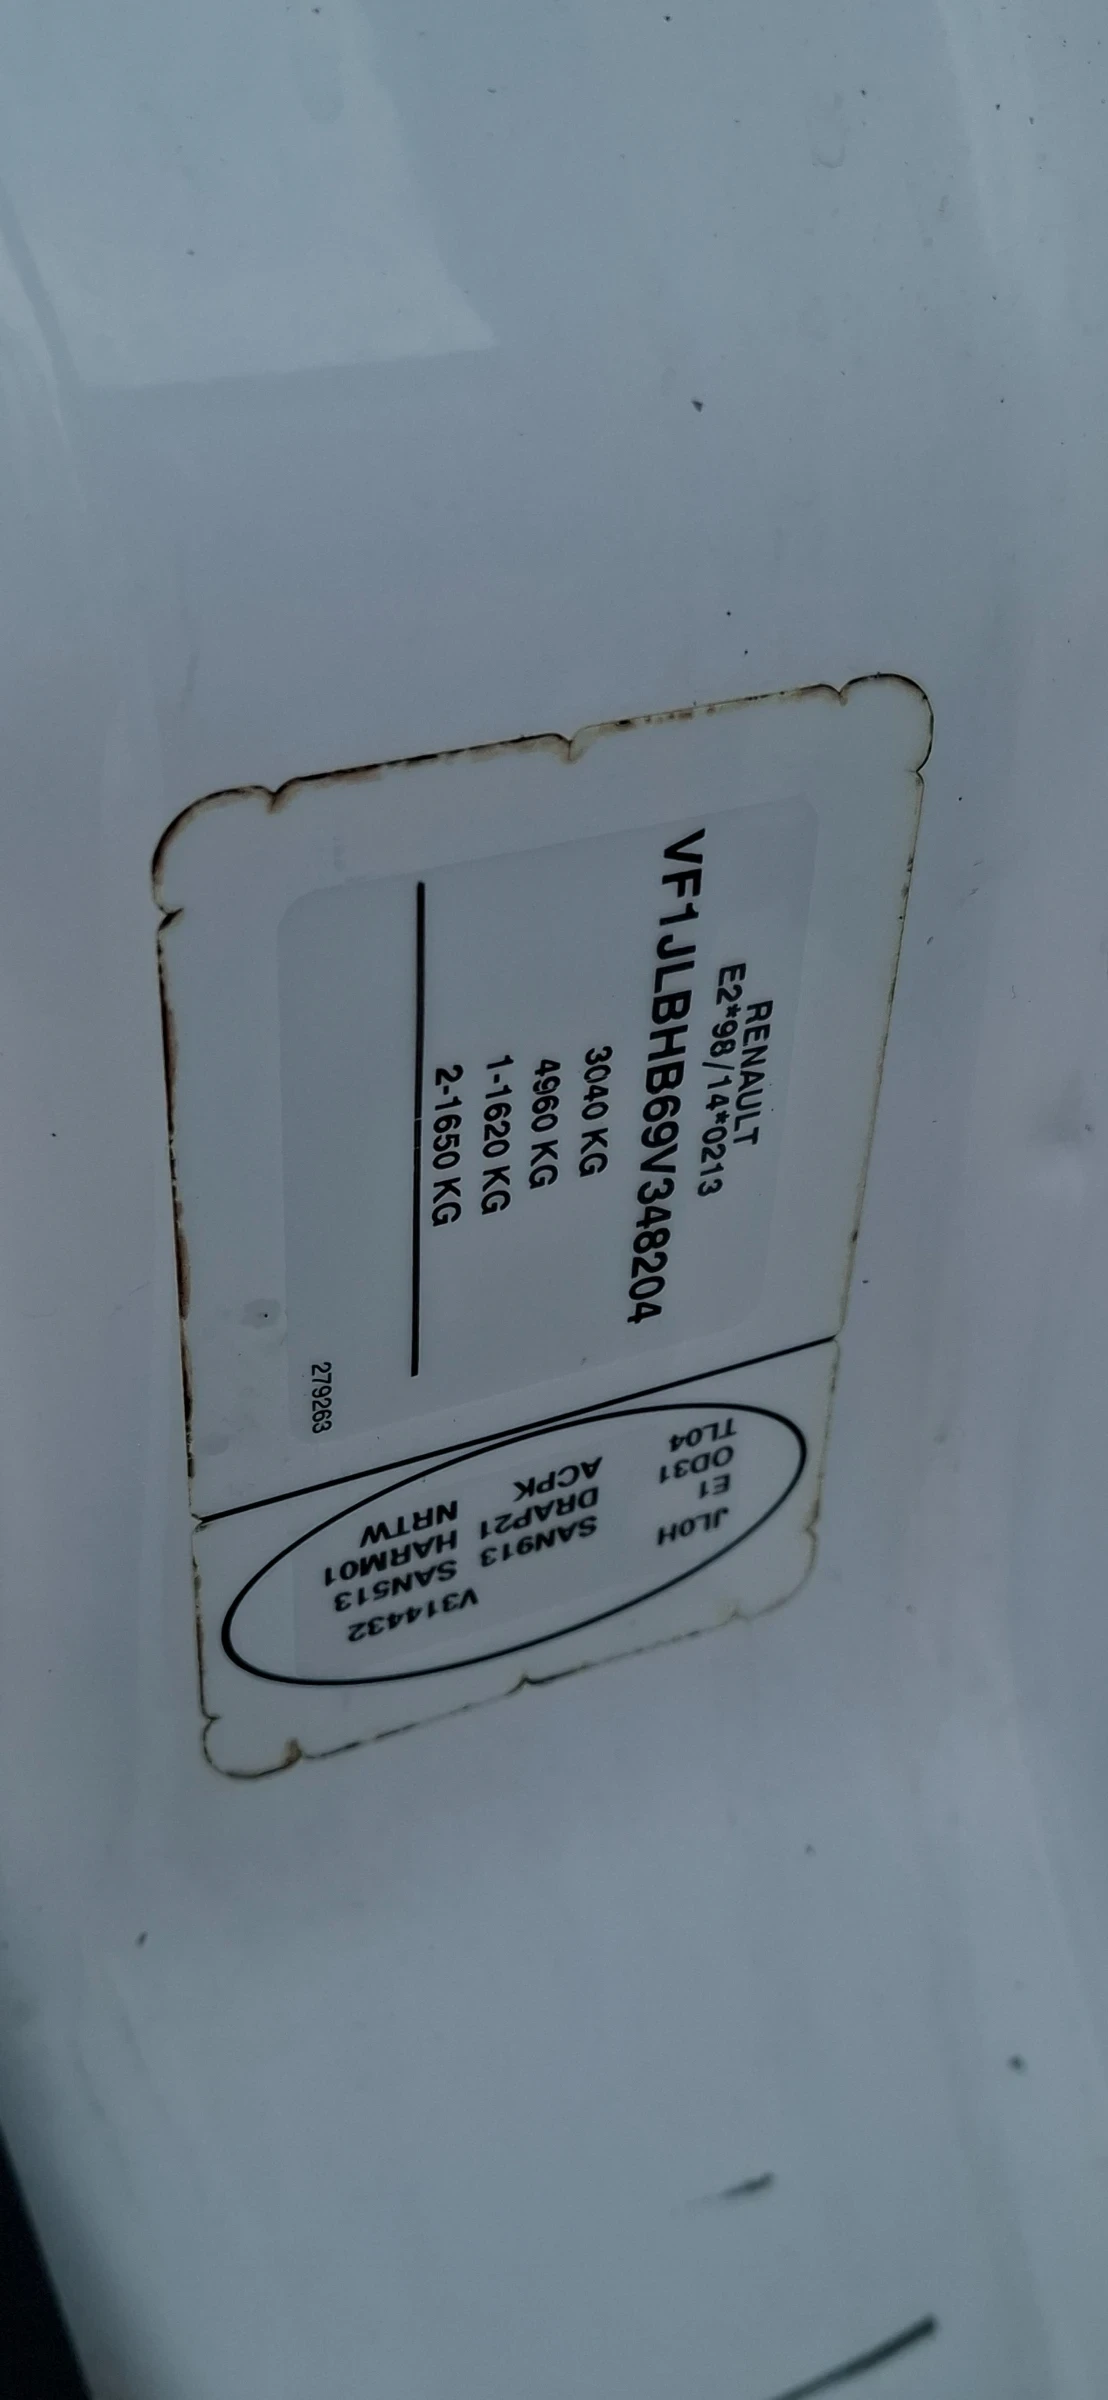 RENAULT
E2*98/14*0213
VF1JLBHB69V348204
3040 KG
4960 KG
1-1620 KG
2-1650 KG
279263
JL0H V314432
E1 SAN913 SAN513
OD31 DRAP21 HARM01
TL04 ACPK NRTW